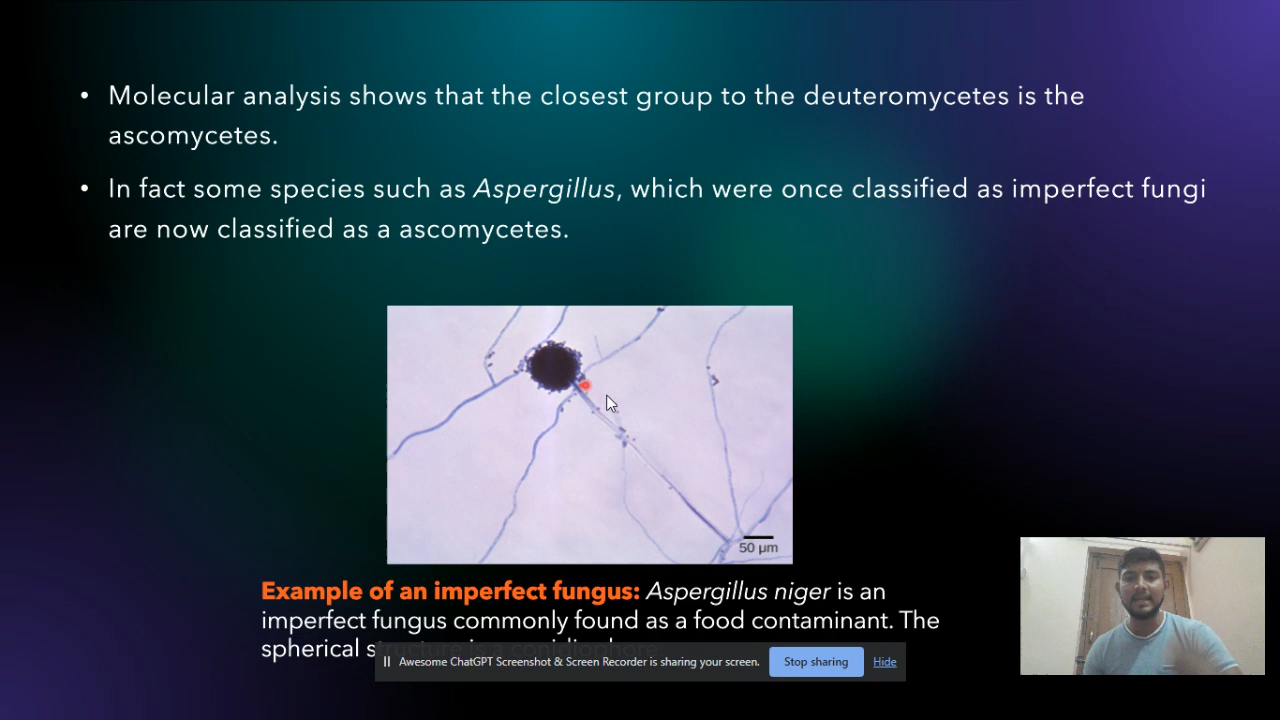 • Molecular analysis shows that the closest group to the deuteromycetes is the
ascomycetes.
• In fact some species such as Aspergillus, which were once classified as imperfect fungi
are now classified as a ascomycetes.
50 µm
Example of an imperfect fungus: Aspergillus niger is an
imperfect fungus commonly found as a food contaminant. The
spherical structure is a conidiophore.
Awesome ChatGPT Screenshot & Screen Recorder is sharing your screen. Stop sharing Hide